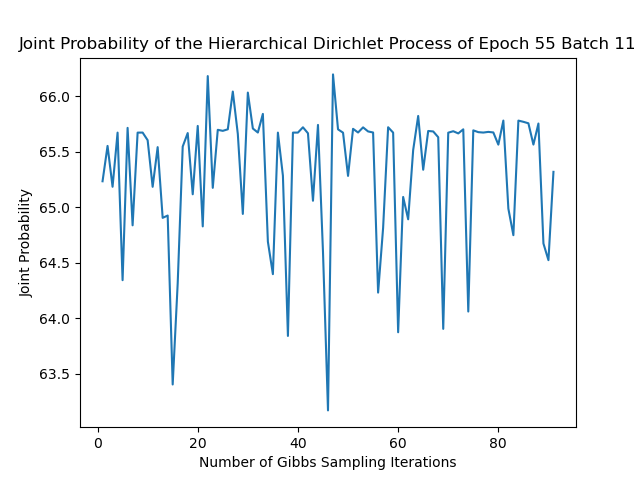 Joint Probability of the Hierarchical Dirichlet Process of Epoch 55 Batch 11
66.0
65.5
65.0
64.5
64.0
63.5
Joint Probability
0 20 40 60 80
Number of Gibbs Sampling Iterations